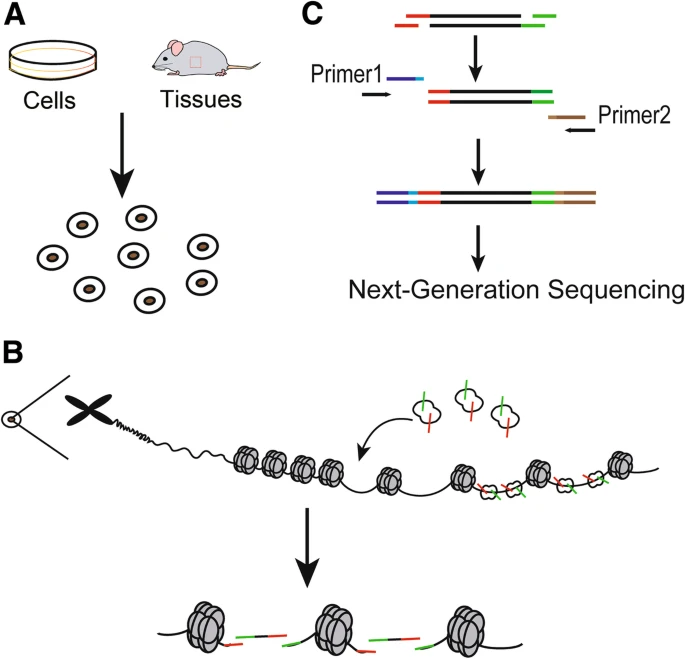 A
Cells
Tissues
C
Primer1
Primer2
Next-Generation Sequencing
B